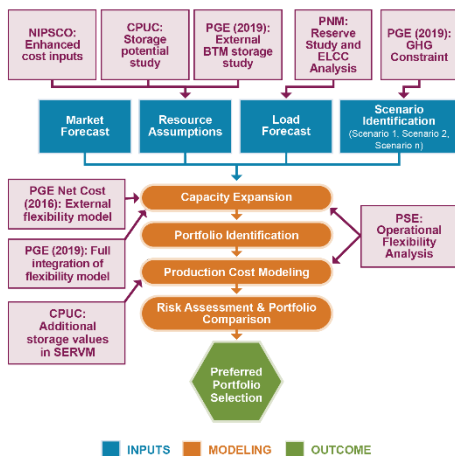 NIPSCO:
Enhanced
cost inputs
CPUC:
Storage
potential
study
PGE (2019):
External
BTM storage
study
PNM:
Reserve
Study and
ELCC
Analysis
PGE (2019):
GHG
Constraint
Market
Forecast
Resource
Assumptions
Load
Forecast
Scenario
Identification
(Scenario 1, Scenario 2,
Scenario n)
PGE Net Cost
(2016): External
flexibility model
PGE (2019): Full
integration of
flexibility model
CPUC:
Additional
storage values
in SERVM
Capacity Expansion
Portfolio Identification
Production Cost Modeling
Risk Assessment & Portfolio
Comparison
PSE:
Operational
Flexibility
Analysis
Preferred
Portfolio
Selection
INPUTS
MODELING
OUTCOME